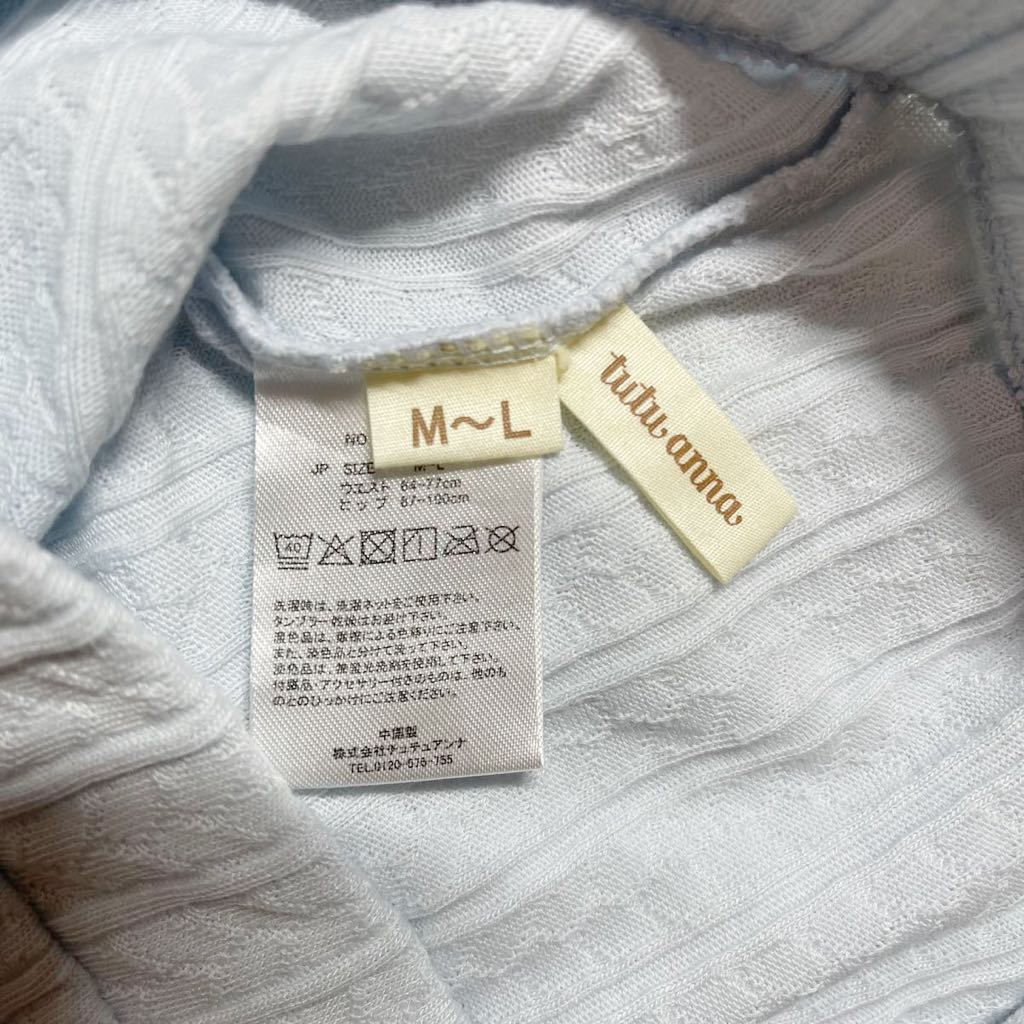 M~L
tutu anna
NO
JP SIZE M~L
ウエスト 64~77cm
ヒップ 87~100cm
40
洗濯時は、洗濯ネットをご使用下さい。
タンブラー乾燥はお避け下さい。
濃色品は、摩擦による色移りにご注意下さい。
また、淡色品と分けて洗って下さい。
淡色品は、無蛍光洗剤を使用して下さい。
付属品・アクセサリー付きのものは、他のも
のとのひっかけにご注意ください。
中国製
株式会社チュチュアンナ
TEL.0120-576-755